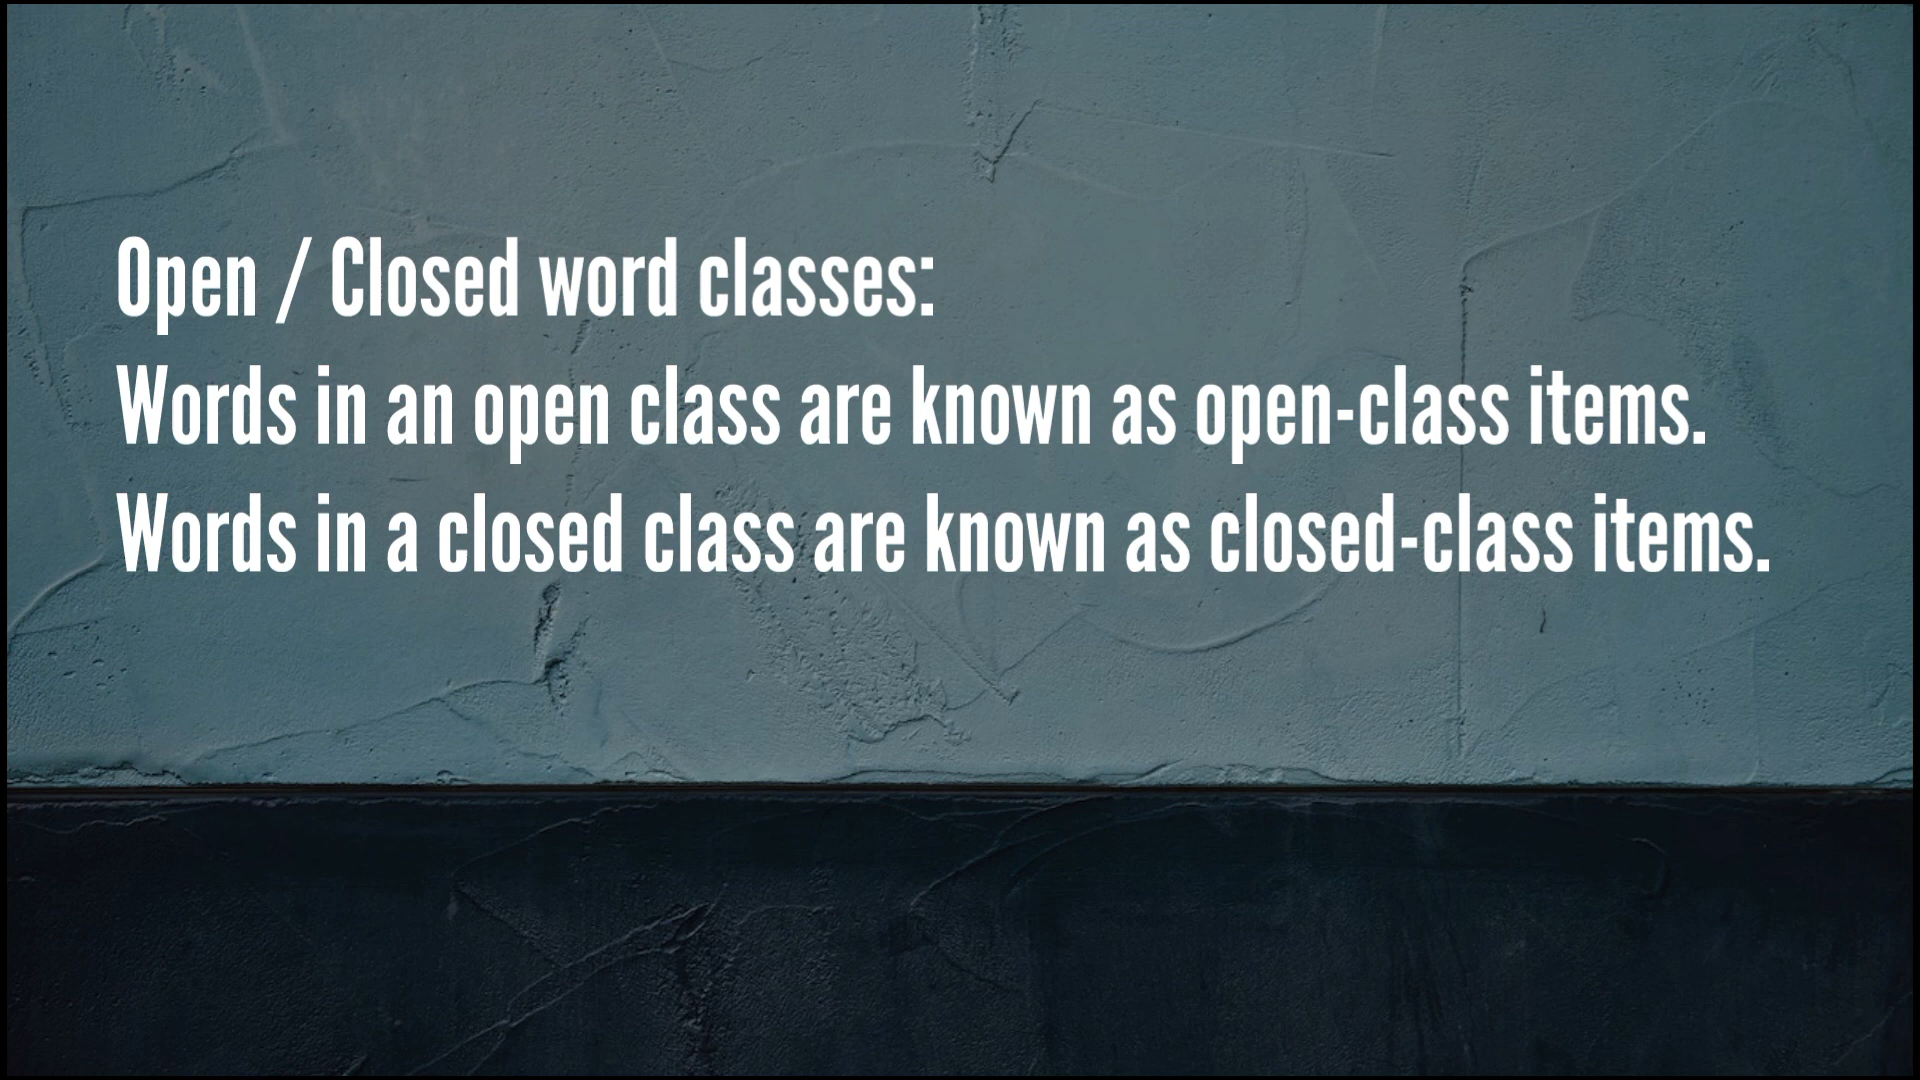 Open / Closed word classes:
Words in an open class are known as open-class items.
Words in a closed class are known as closed-class items.